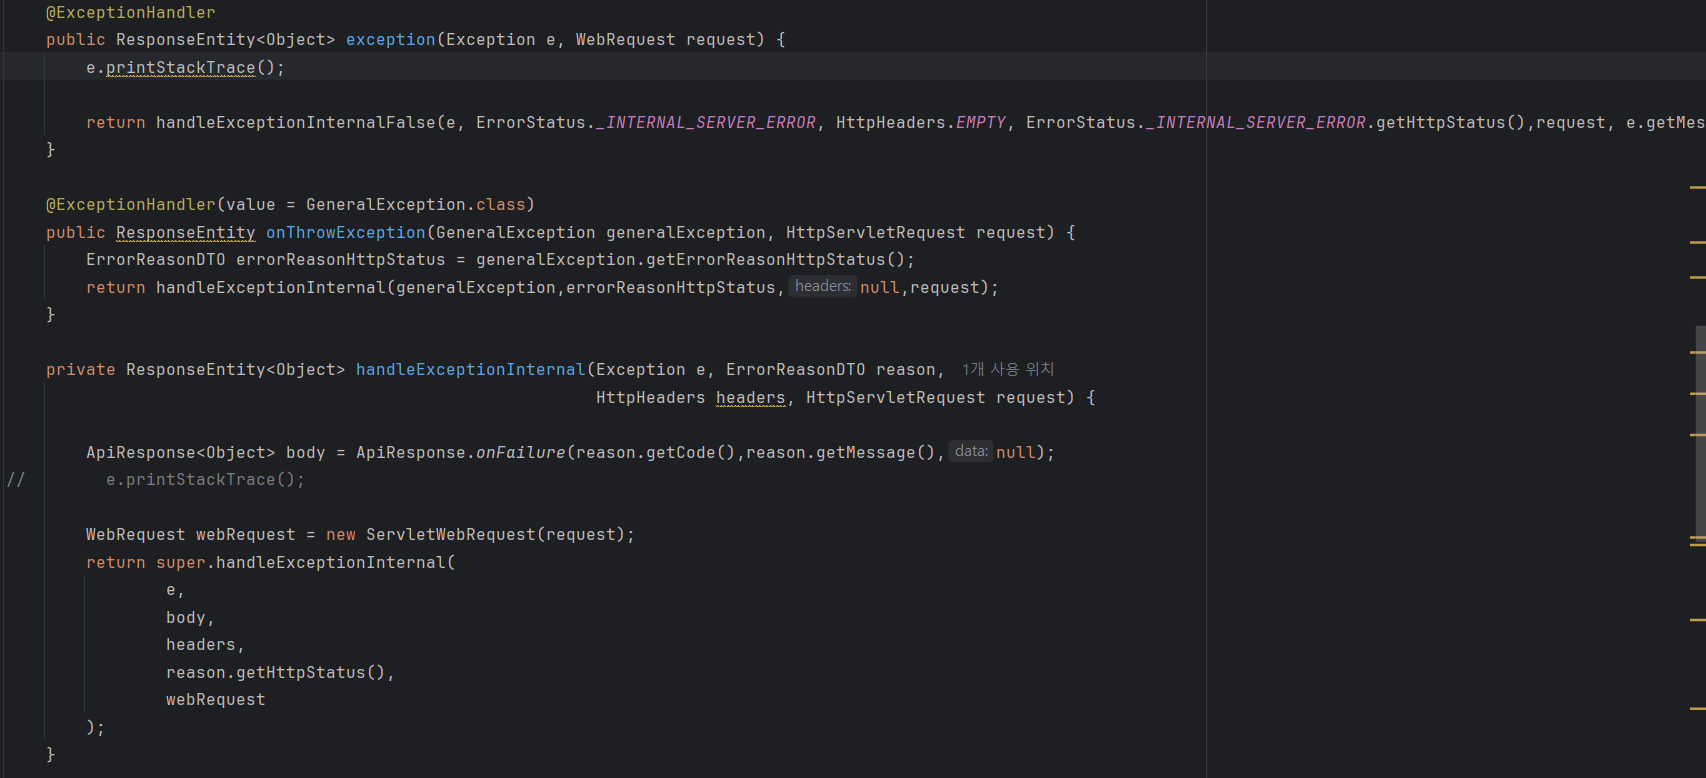 @ExceptionHandler
public ResponseEntity<Object> exception(Exception e, WebRequest request) {
e.printStackTrace();
return handleExceptionInternalFalse(e, ErrorStatus._INTERNAL_SERVER_ERROR, HttpHeaders.EMPTY, ErrorStatus._INTERNAL_SERVER_ERROR.getHttpStatus(),request, e.getMes
}
@ExceptionHandler(value = GeneralException.class)
public ResponseEntity onThrowException(GeneralException generalException, HttpServletRequest request) {
ErrorReasonDTO errorReasonHttpStatus = generalException.getErrorReasonHttpStatus();
return handleExceptionInternal(generalException,errorReasonHttpStatus, headers: null,request);
}
private ResponseEntity<Object> handleExceptionInternal(Exception e, ErrorReasonDTO reason, 1개 사용 위치
HttpHeaders headers, HttpServletRequest request) {
ApiResponse<Object> body = ApiResponse.onFailure(reason.getCode(),reason.getMessage(), data: null);
// e.printStackTrace();
WebRequest webRequest = new ServletWebRequest(request);
return super.handleExceptionInternal(
e,
body,
headers,
reason.getHttpStatus(),
webRequest
);
}